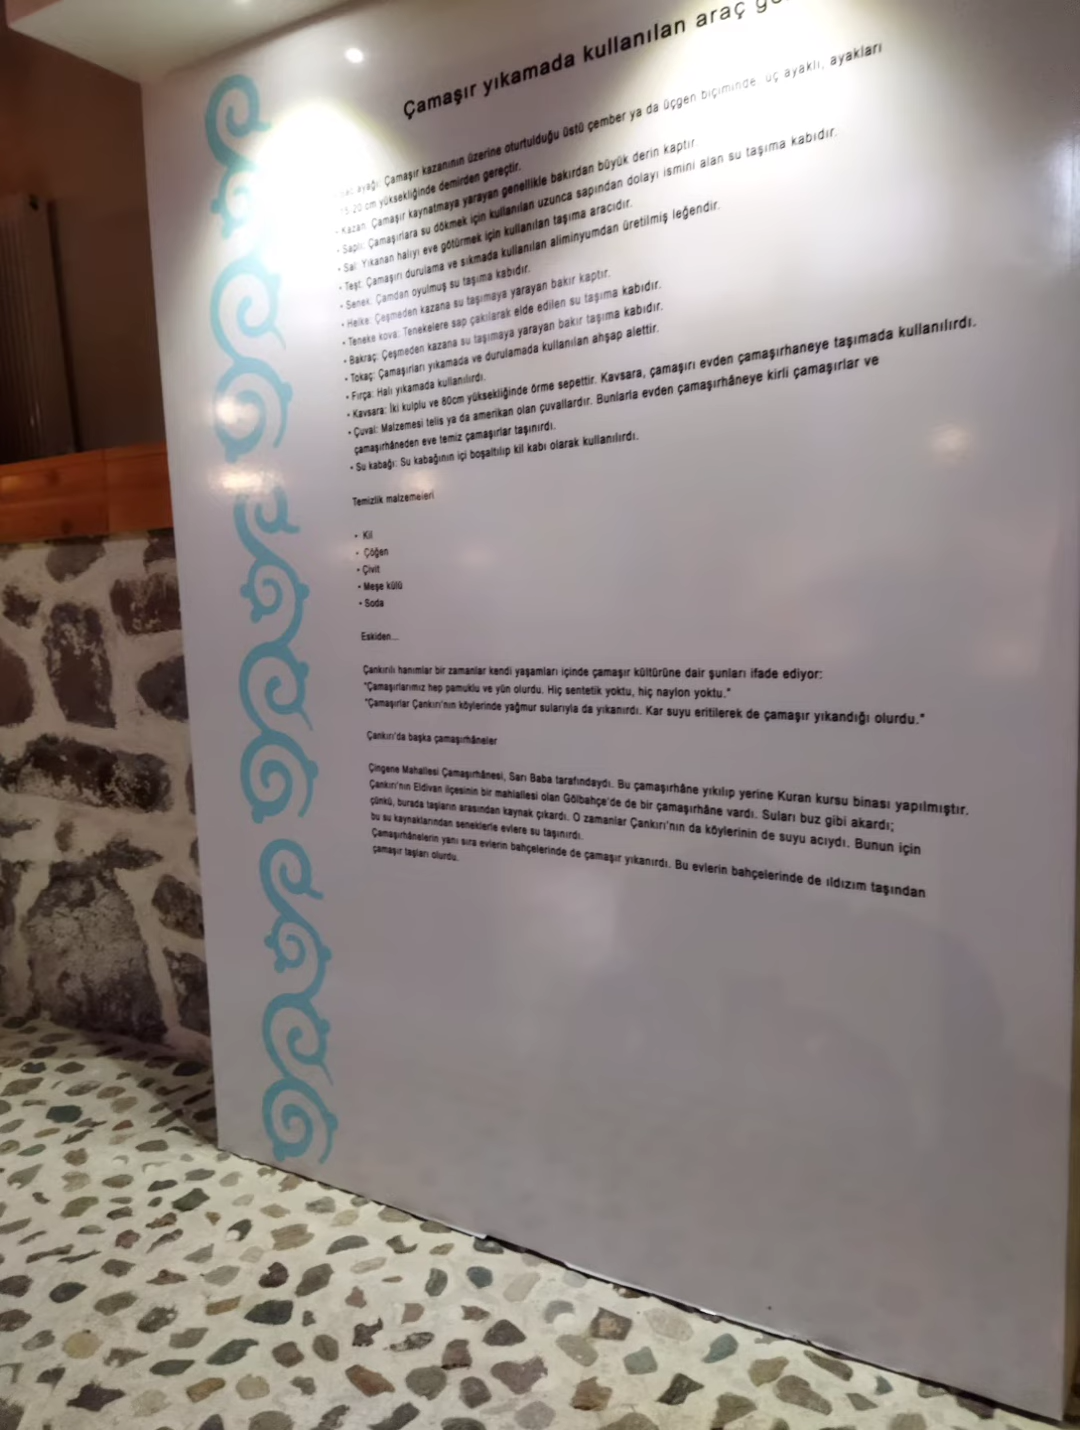 Çamaşır yıkamada kullanılan araç
ayağı: Çamaşır kazanının üzerine oturtulduğu üstü çember ya da üçgen biçiminde, üç ayaklı, ayakları
15-20 cm yüksekliğinde demirden gereçtir.
• Kazan: Çamaşır kaynatmaya yarayan genellikle bakırdan büyük derin kaptır.
• Saplı: Çamaşırlara su dökmek için kullanılan uzunca sapından dolayı ismini alan su taşıma kabıdır.
• Sal: Yıkanan halıyı eve götürmek için kullanılan taşıma aracıdır.
• Teşt: Çamaşırı durulama ve sıkmada kullanılan aliminyumdan üretilmiş leğendir.
• Senek: Çamdan oyulmuş su taşıma kabıdır.
• Helke: Çeşmeden kazana su taşımaya yarayan bakır kaptır.
• Teneke kova: Tenekelere sap çakılarak elde edilen su taşıma kabıdır.
• Bakraç: Çeşmeden kazana su taşımaya yarayan bakır taşıma kabıdır.
• Tokaç: Çamaşırları yıkamada ve durulamada kullanılan ahşap alettir.
• Fırça: Halı yıkamada kullanılırdı.
• Kavsara: İki kulplu ve 80cm yüksekliğinde örme sepettir. Kavsara, çamaşırı evden çamaşırhaneye taşımada kullanılırdı.
• Çuval: Malzemesi telis ya da amerikan olan çuvallardır. Bunlarla evden çamaşırhâneye kirli çamaşırlar ve
çamaşırhâneden eve temiz çamaşırlar taşınırdı.
• Su kabağı: Su kabağının içi boşaltılıp kil kabı olarak kullanılırdı.
Temizlik malzemeleri
• Kil
• Çöğen
• Çivit
• Meşe külü
• Soda
Eskiden...
Çankırılı hanımlar bir zamanlar kendi yaşamları içinde çamaşır kültürüne dair şunları ifade ediyor:
"Çamaşırlarımız hep pamuklu ve yün olurdu. Hiç sentetik yoktu, hiç naylon yoktu."
"Çamaşırlar Çankırı'nın köylerinde yağmur sularıyla da yıkanırdı. Kar suyu eritilerek de çamaşır yıkandığı olurdu."
Çankırı'da başka çamaşırhâneler
Çingene Mahallesi Çamaşırhânesi, Sarı Baba tarafındaydı. Bu çamaşırhâne yıkılıp yerine Kuran kursu binası yapılmıştır.
Çankırı'nın Eldivan ilçesinin bir mahlallesi olan Gölbahçe'de de bir çamaşırhâne vardı. Suları buz gibi akardı;
çünkü, burada taşların arasından kaynak çıkardı. O zamanlar Çankırı'nın da köylerinin de suyu acıydı. Bunun için
bu su kaynaklarından seneklerle evlere su taşınırdı.
Çamaşırhânelerin yanı sıra evlerin bahçelerinde de çamaşır yıkanırdı. Bu evlerin bahçelerinde de ıldızım taşından
çamaşır taşları olurdu.